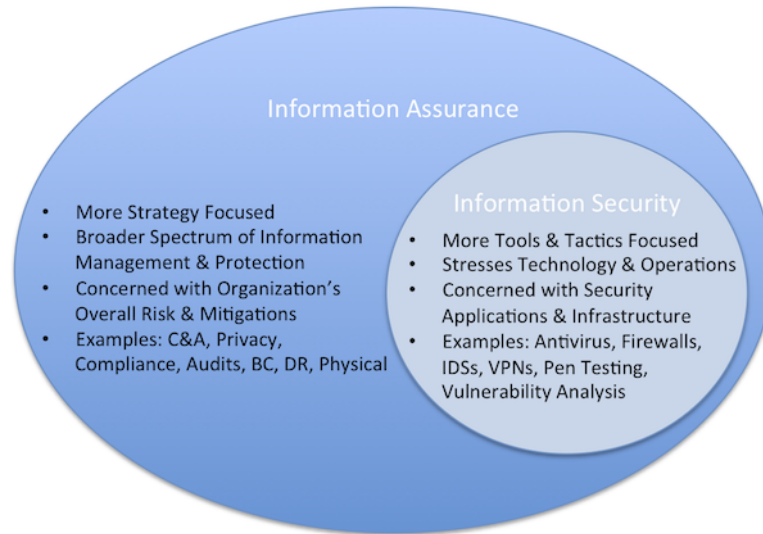 Information Assurance
• More Strategy Focused
• Broader Spectrum of Information
Management & Protection
• Concerned with Organization's
Overall Risk & Mitigations
• Examples: C&A, Privacy,
Compliance, Audits, BC, DR, Physical
Information Security
• More Tools & Tactics Focused
• Stresses Technology & Operations
• Concerned with Security
Applications & Infrastructure
• Examples: Antivirus, Firewalls,
IDSs, VPNs, Pen Testing,
Vulnerability Analysis